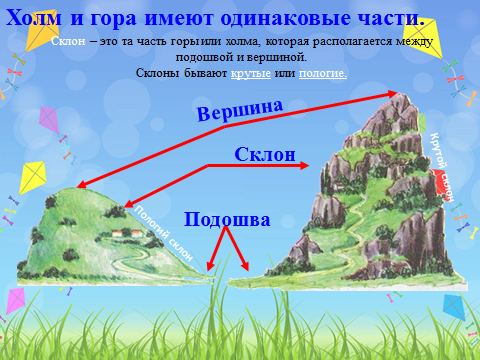 Холм и гора имеют одинаковые части.
Склон – это та часть горы или холма, которая располагается между
подошвой и вершиной.
Склоны бывают крутые или пологие.
Вершина
Склон
Крутой склон
Пологий склон
Подошва